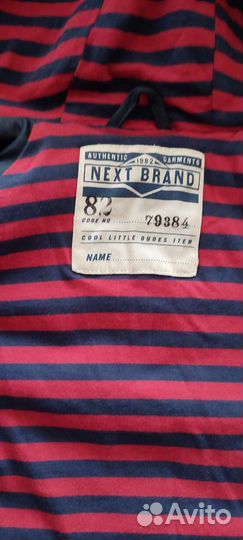 AUTHENTIC 1982 GARMENTS
NEXT BRAND
82
CODE NO 79384
COOL LITTLE DUDES ITEM
NAME
Avito